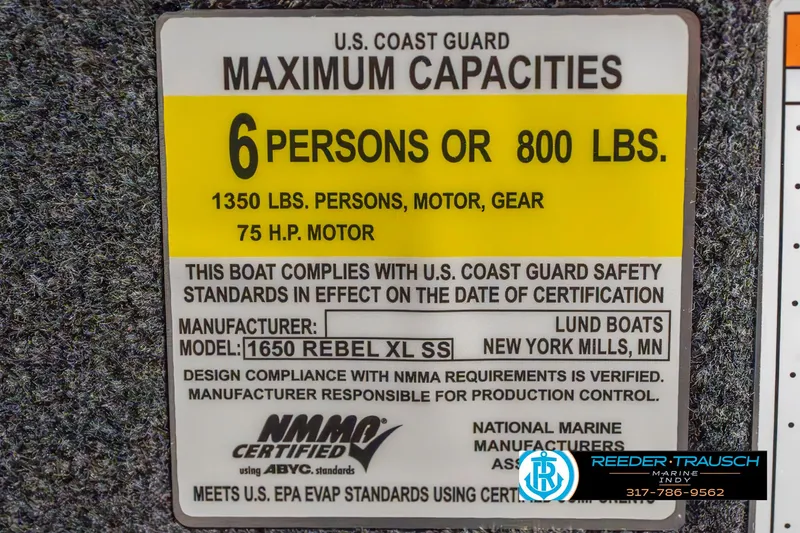 U.S. COAST GUARD
MAXIMUM CAPACITIES
6 PERSONS OR 800 LBS.
1350 LBS. PERSONS, MOTOR, GEAR
75 H.P. MOTOR
THIS BOAT COMPLIES WITH U.S. COAST GUARD SAFETY
STANDARDS IN EFFECT ON THE DATE OF CERTIFICATION
MANUFACTURER: LUND BOATS
MODEL: 1650 REBEL XL SS NEW YORK MILLS, MN
DESIGN COMPLIANCE WITH NMMA REQUIREMENTS IS VERIFIED.
MANUFACTURER RESPONSIBLE FOR PRODUCTION CONTROL.
NMMA
CERTIFIED
using ABYC. standards
NATIONAL MARINE
MANUFACTURERS
REEDER·TRAUSCH
MARINE
INDY
317-786-9562
MEETS U.S. EPA EVAP STANDARDS USING